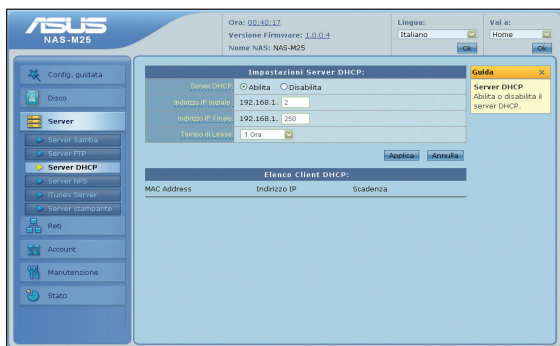 ASUS
NAS-M25
Ora: 00:40:17
Versione Firmware: 1.0.0.4
Nome NAS: NAS-M25
Lingua:
Italiano
Ok
Vai a:
Home
Ok
Config. guidata
Disco
Server
Server Samba
Server FTP
Server DHCP
Server NFS
iTunes Server
Server stampante
Reti
Account
Manutenzione
Stato
Impostazioni Server DHCP:
Server DHCP: Abilita Disabilita
Indirizzo IP Iniziale: 192.168.1. 2
Indirizzo IP Finale: 192.168.1. 250
Tempo di Lease: 1 Ora
Applica Annulla
Elenco Client DHCP:
MAC Address Indirizzo IP Scadenza
Guida ×
Server DHCP
Abilita o disabilita il
server DHCP.